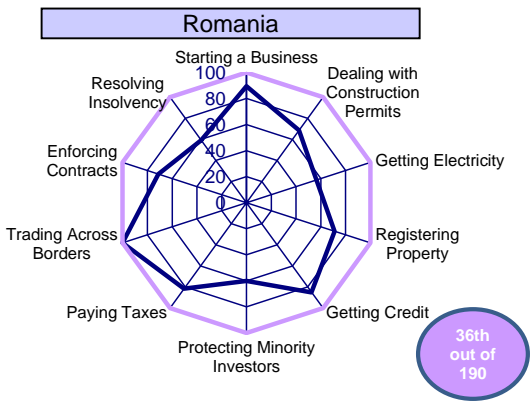 Romania
Starting a Business
Dealing with
Construction
Permits
Getting Electricity
Registering
Property
Getting Credit
Protecting Minority
Investors
Paying Taxes
Trading Across
Borders
Enforcing
Contracts
Resolving
Insolvency
100
80
60
40
20
0
36th
out of
190